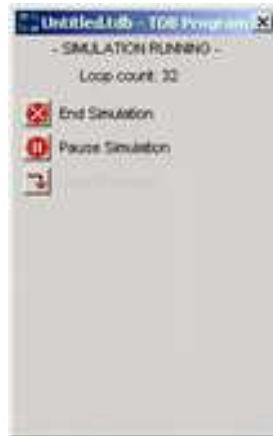 Untitled.tdb - TDB Program
- SIMULATION RUNNING -
Loop count: 32
End Simulation
Pause Simulation